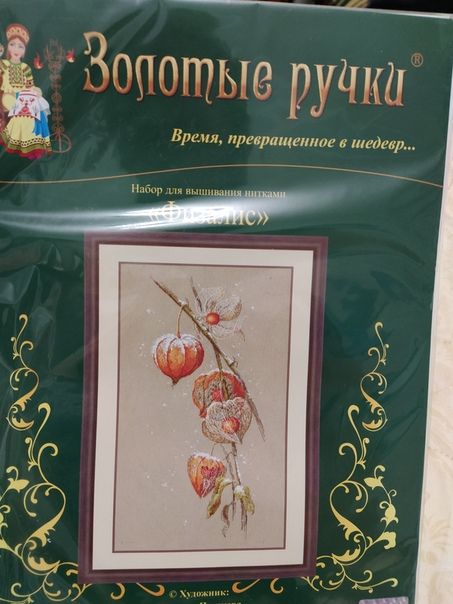 Золотые ручки®
Время, превращенное в шедевр...
Набор для вышивания нитками
«Физалис»
© Художник: